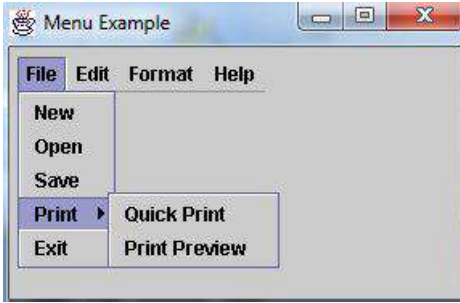 Menu Example
File Edit Format Help
New
Open
Save
Print Quick Print
Exit Print Preview